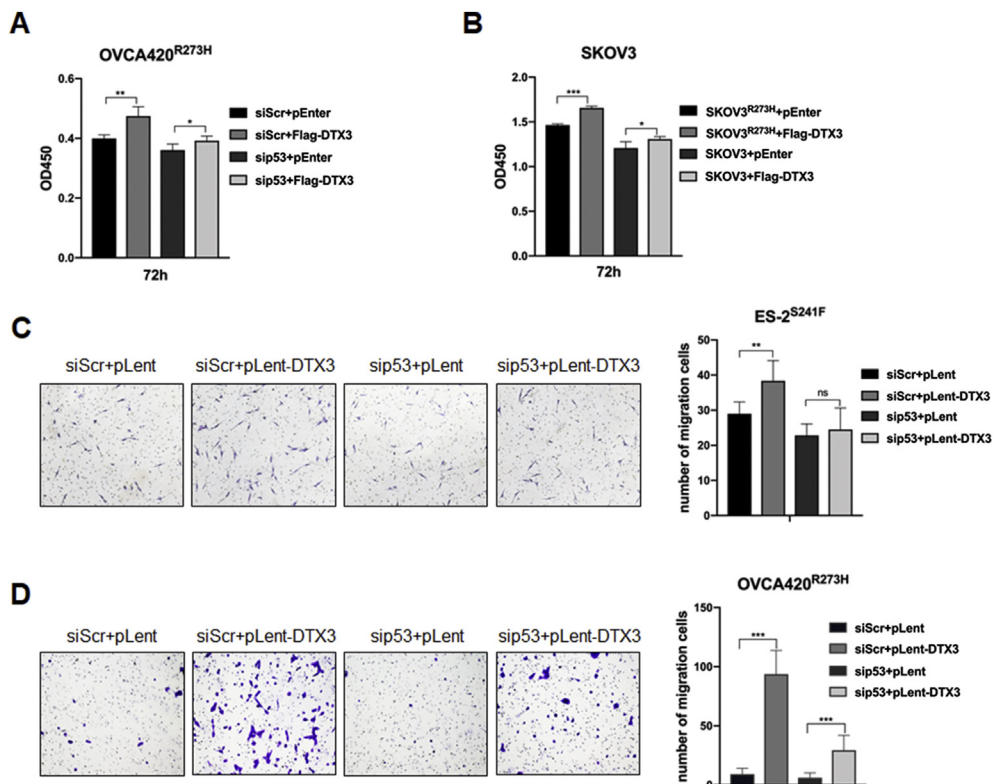 A
OVCA420R273H
OD450
0.6
0.4
0.2
0.0
**
*
72h
siScr+pEnter
siScr+Flag-DTX3
sip53+pEnter
sip53+Flag-DTX3
B
SKOV3
OD450
2.0
1.5
1.0
0.5
0.0
***
*
72h
SKOV3R273H+pEnter
SKOV3R273H+Flag-DTX3
SKOV3+pEnter
SKOV3+Flag-DTX3
C
siScr+pLent
siScr+pLent-DTX3
sip53+pLent
sip53+pLent-DTX3
ES-2S241F
number of migration cells
50
40
30
20
10
0
**
ns
siScr+pLent
siScr+pLent-DTX3
sip53+pLent
sip53+pLent-DTX3
D
siScr+pLent
siScr+pLent-DTX3
sip53+pLent
sip53+pLent-DTX3
OVCA420R273H
number of migration cells
150
100
50
***
***
siScr+pLent
siScr+pLent-DTX3
sip53+pLent
sip53+pLent-DTX3